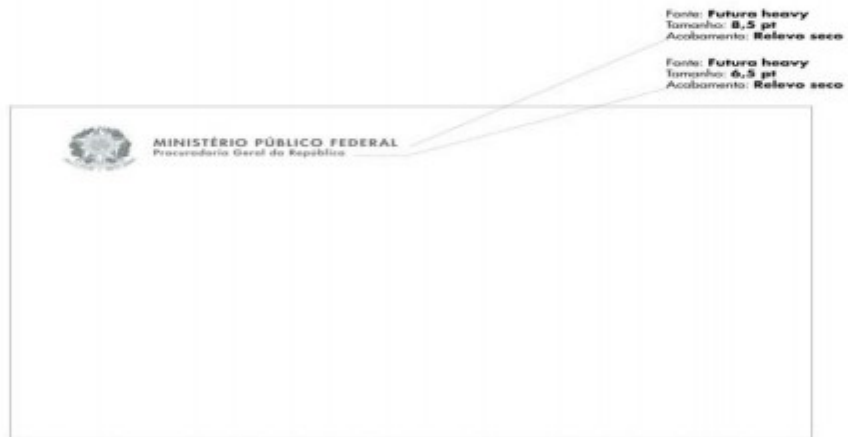 Fonte: Futura heavy
Tamanho: 8,5 pt
Acabamento: Relevo seco
Fonte: Futura heavy
Tamanho: 6,5 pt
Acabamento: Relevo seco
MINISTÉRIO PÚBLICO FEDERAL
Procuradoria Geral da República